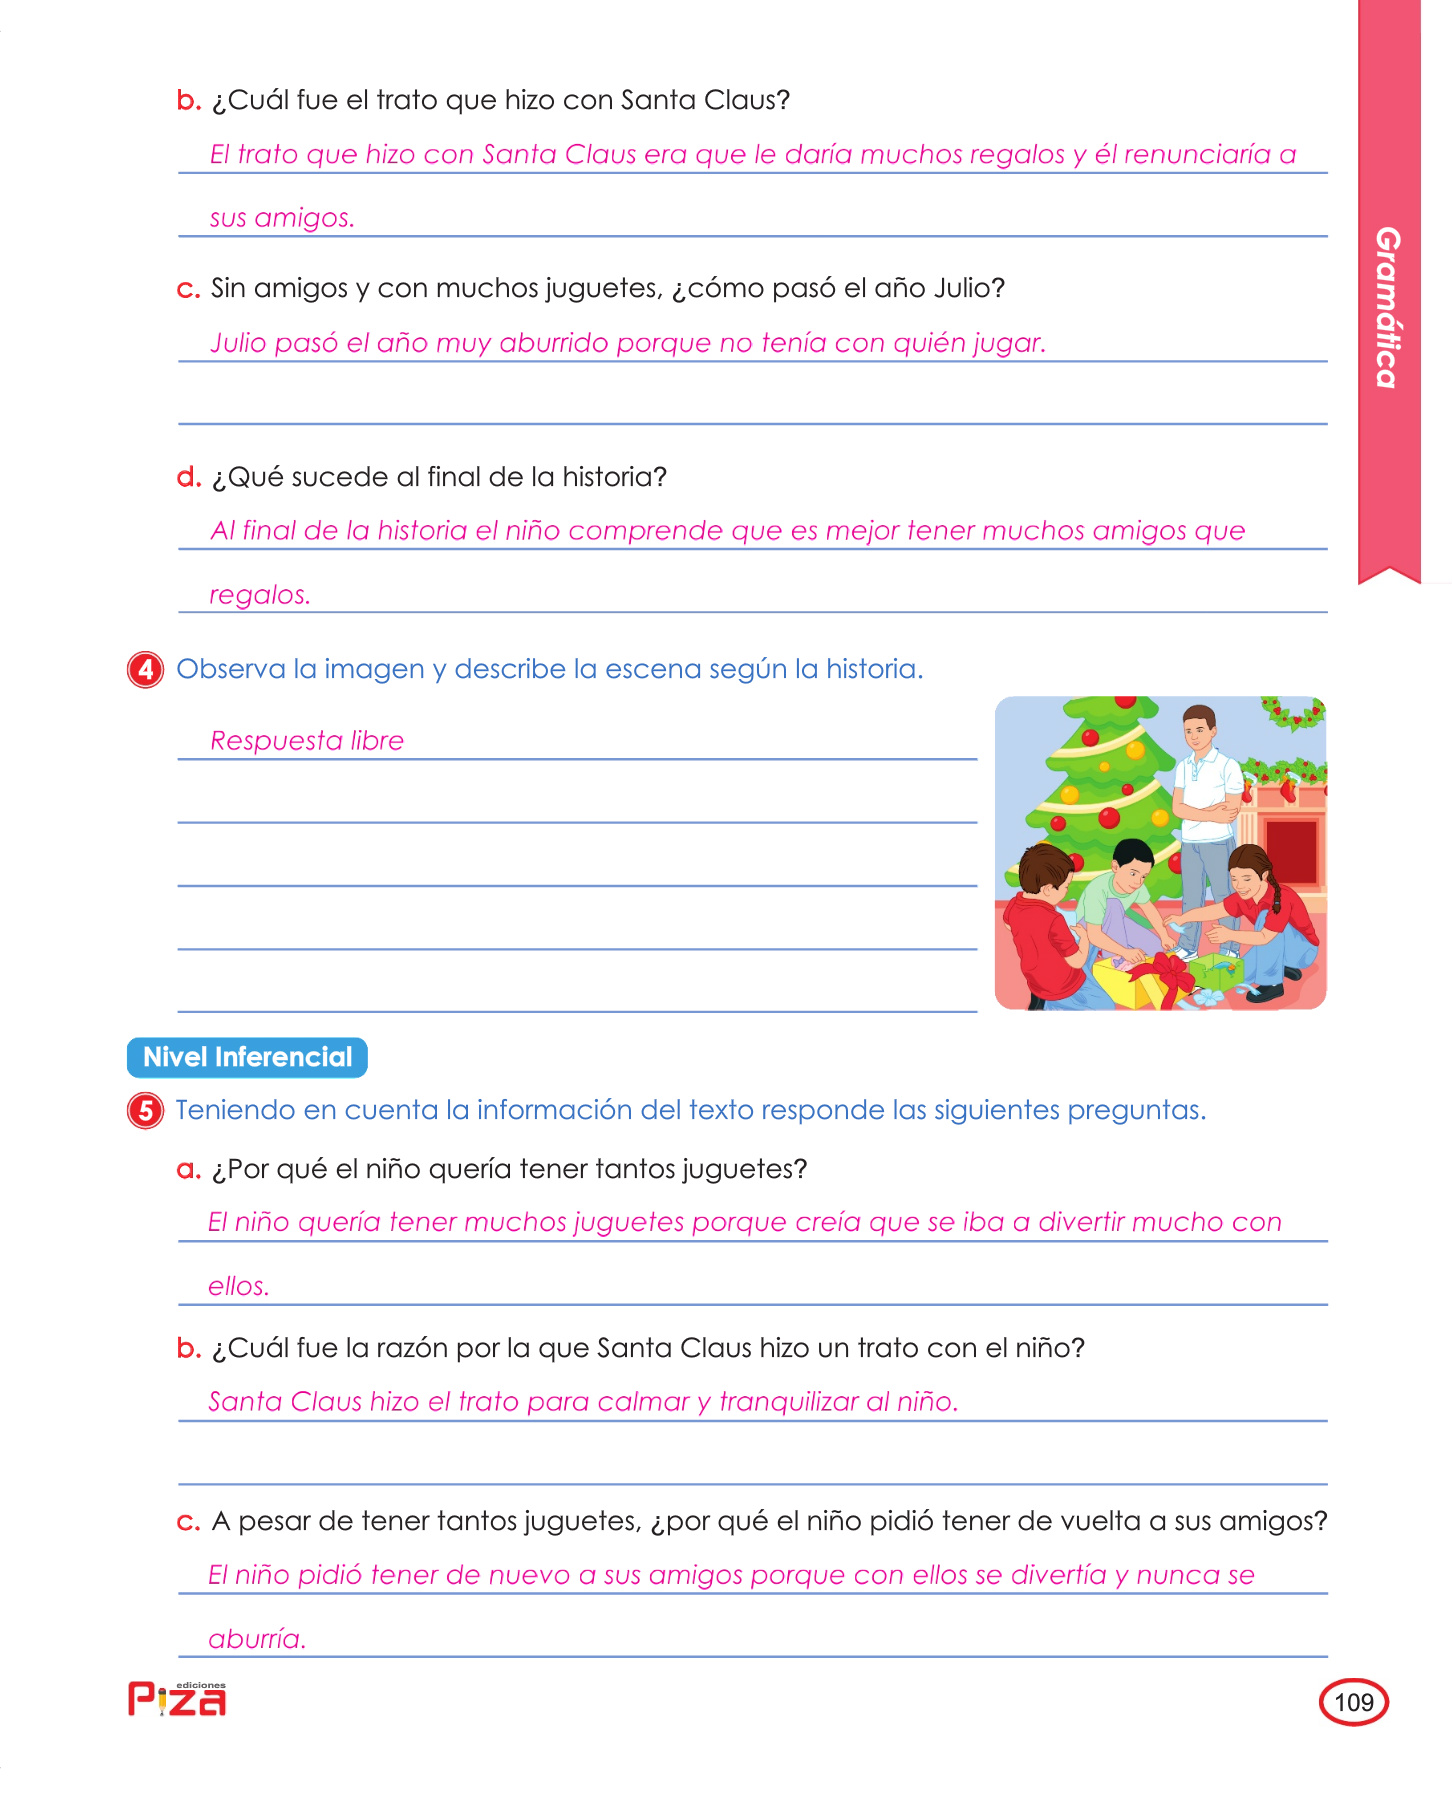 b. ¿Cuál fue el trato que hizo con Santa Claus?
El trato que hizo con Santa Claus era que le daría muchos regalos y él renunciaría a
sus amigos.
c. Sin amigos y con muchos juguetes, ¿cómo pasó el año Julio?
Julio pasó el año muy aburrido porque no tenía con quién jugar.
d. ¿Qué sucede al final de la historia?
Al final de la historia el niño comprende que es mejor tener muchos amigos que
regalos.
Gramática
4 Observa la imagen y describe la escena según la historia.
Respuesta libre
Nivel Inferencial
5 Teniendo en cuenta la información del texto responde las siguientes preguntas.
a. ¿Por qué el niño quería tener tantos juguetes?
El niño quería tener muchos juguetes porque creía que se iba a divertir mucho con
ellos.
b. ¿Cuál fue la razón por la que Santa Claus hizo un trato con el niño?
Santa Claus hizo el trato para calmar y tranquilizar al niño.
c. A pesar de tener tantos juguetes, ¿por qué el niño pidió tener de vuelta a sus amigos?
El niño pidió tener de nuevo a sus amigos porque con ellos se divertía y nunca se
aburría.
ediciones
Piza
109